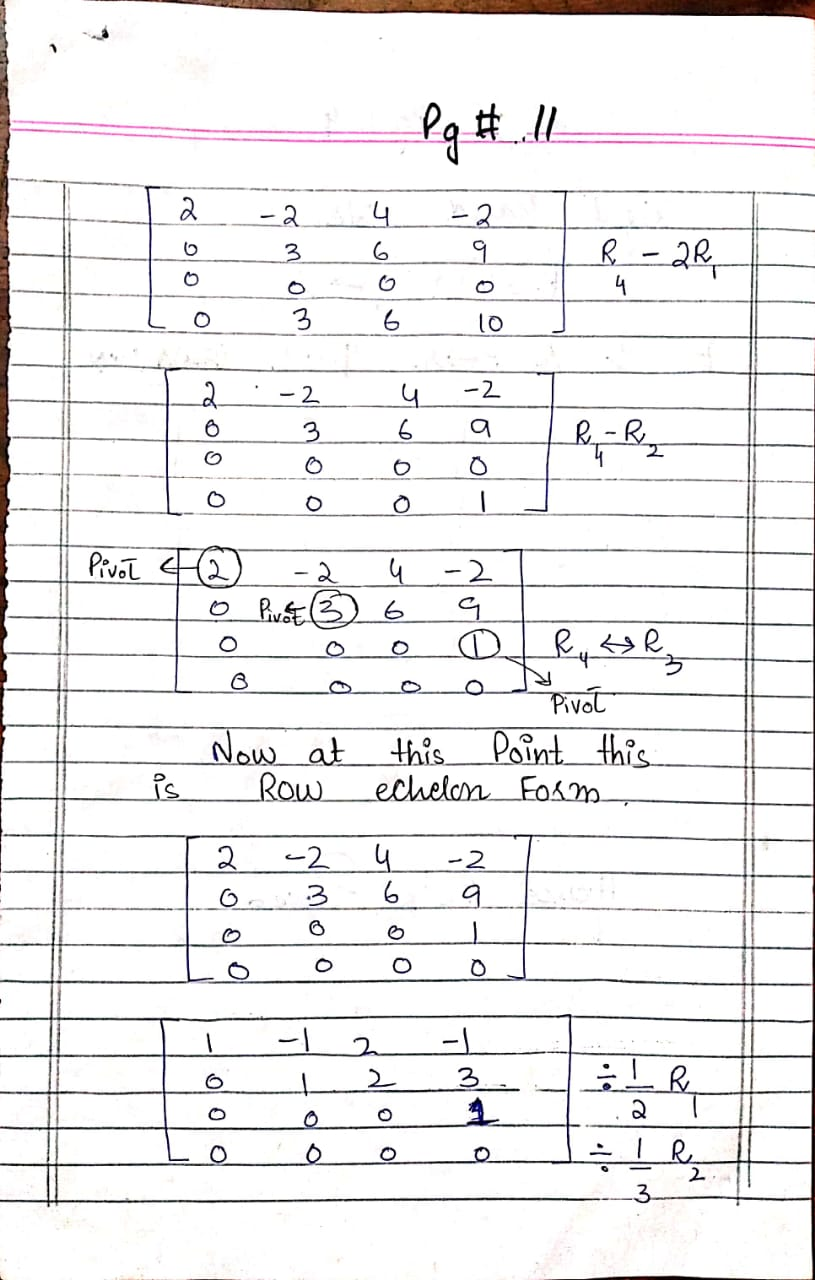 Pg # 11
2 -2 4 -2
0 3 6 9 R4 - 2R1
0 0 0 0
0 3 6 10
2 -2 4 -2
0 3 6 9 R4 - R2
0 0 0 0
0 0 0 1
Pivot ← 2 -2 4 -2
0 Pivot 3 6 9
0 0 0 1 R4 ↔ R3
0 0 0 0
Pivot
Now at this Point this
is Row echelon Form.
2 -2 4 -2
0 3 6 9
0 0 0 1
0 0 0 0
1 -1 2 -1
0 1 2 3 ÷ 1/2 R1
0 0 0 1
0 0 0 0 ÷ 1/3 R2